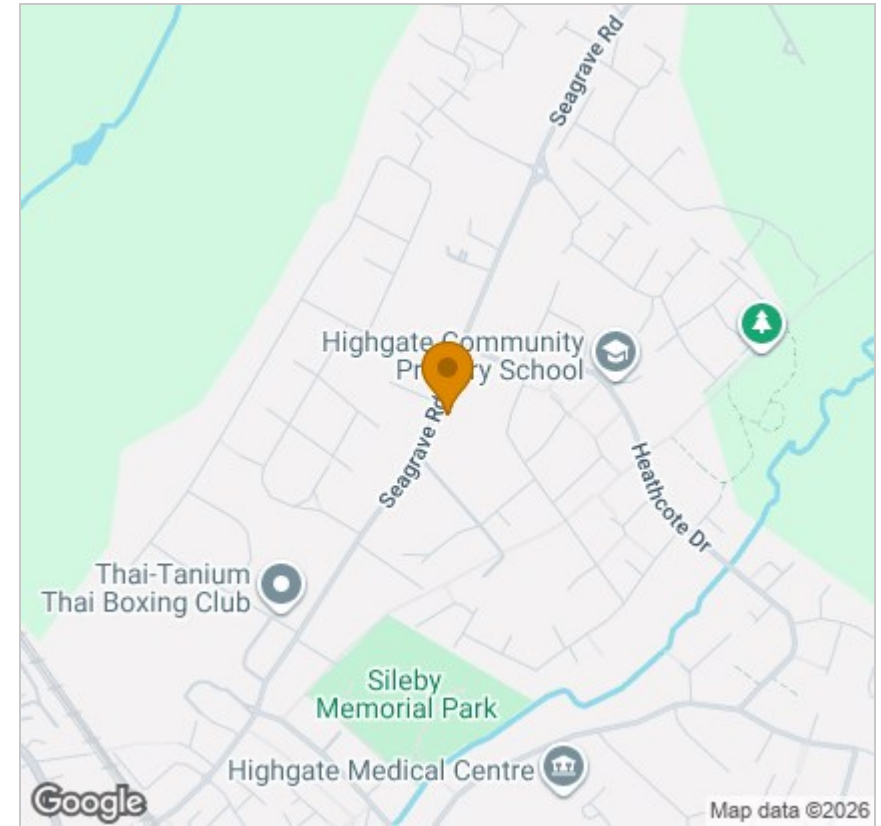 Seagrave Rd
Highgate Community
Primary School
Seagrave Rd
Heathcote Dr
Thai-Tanium
Thai Boxing Club
Sileby
Memorial Park
Highgate Medical Centre
Google
Map data ©2026